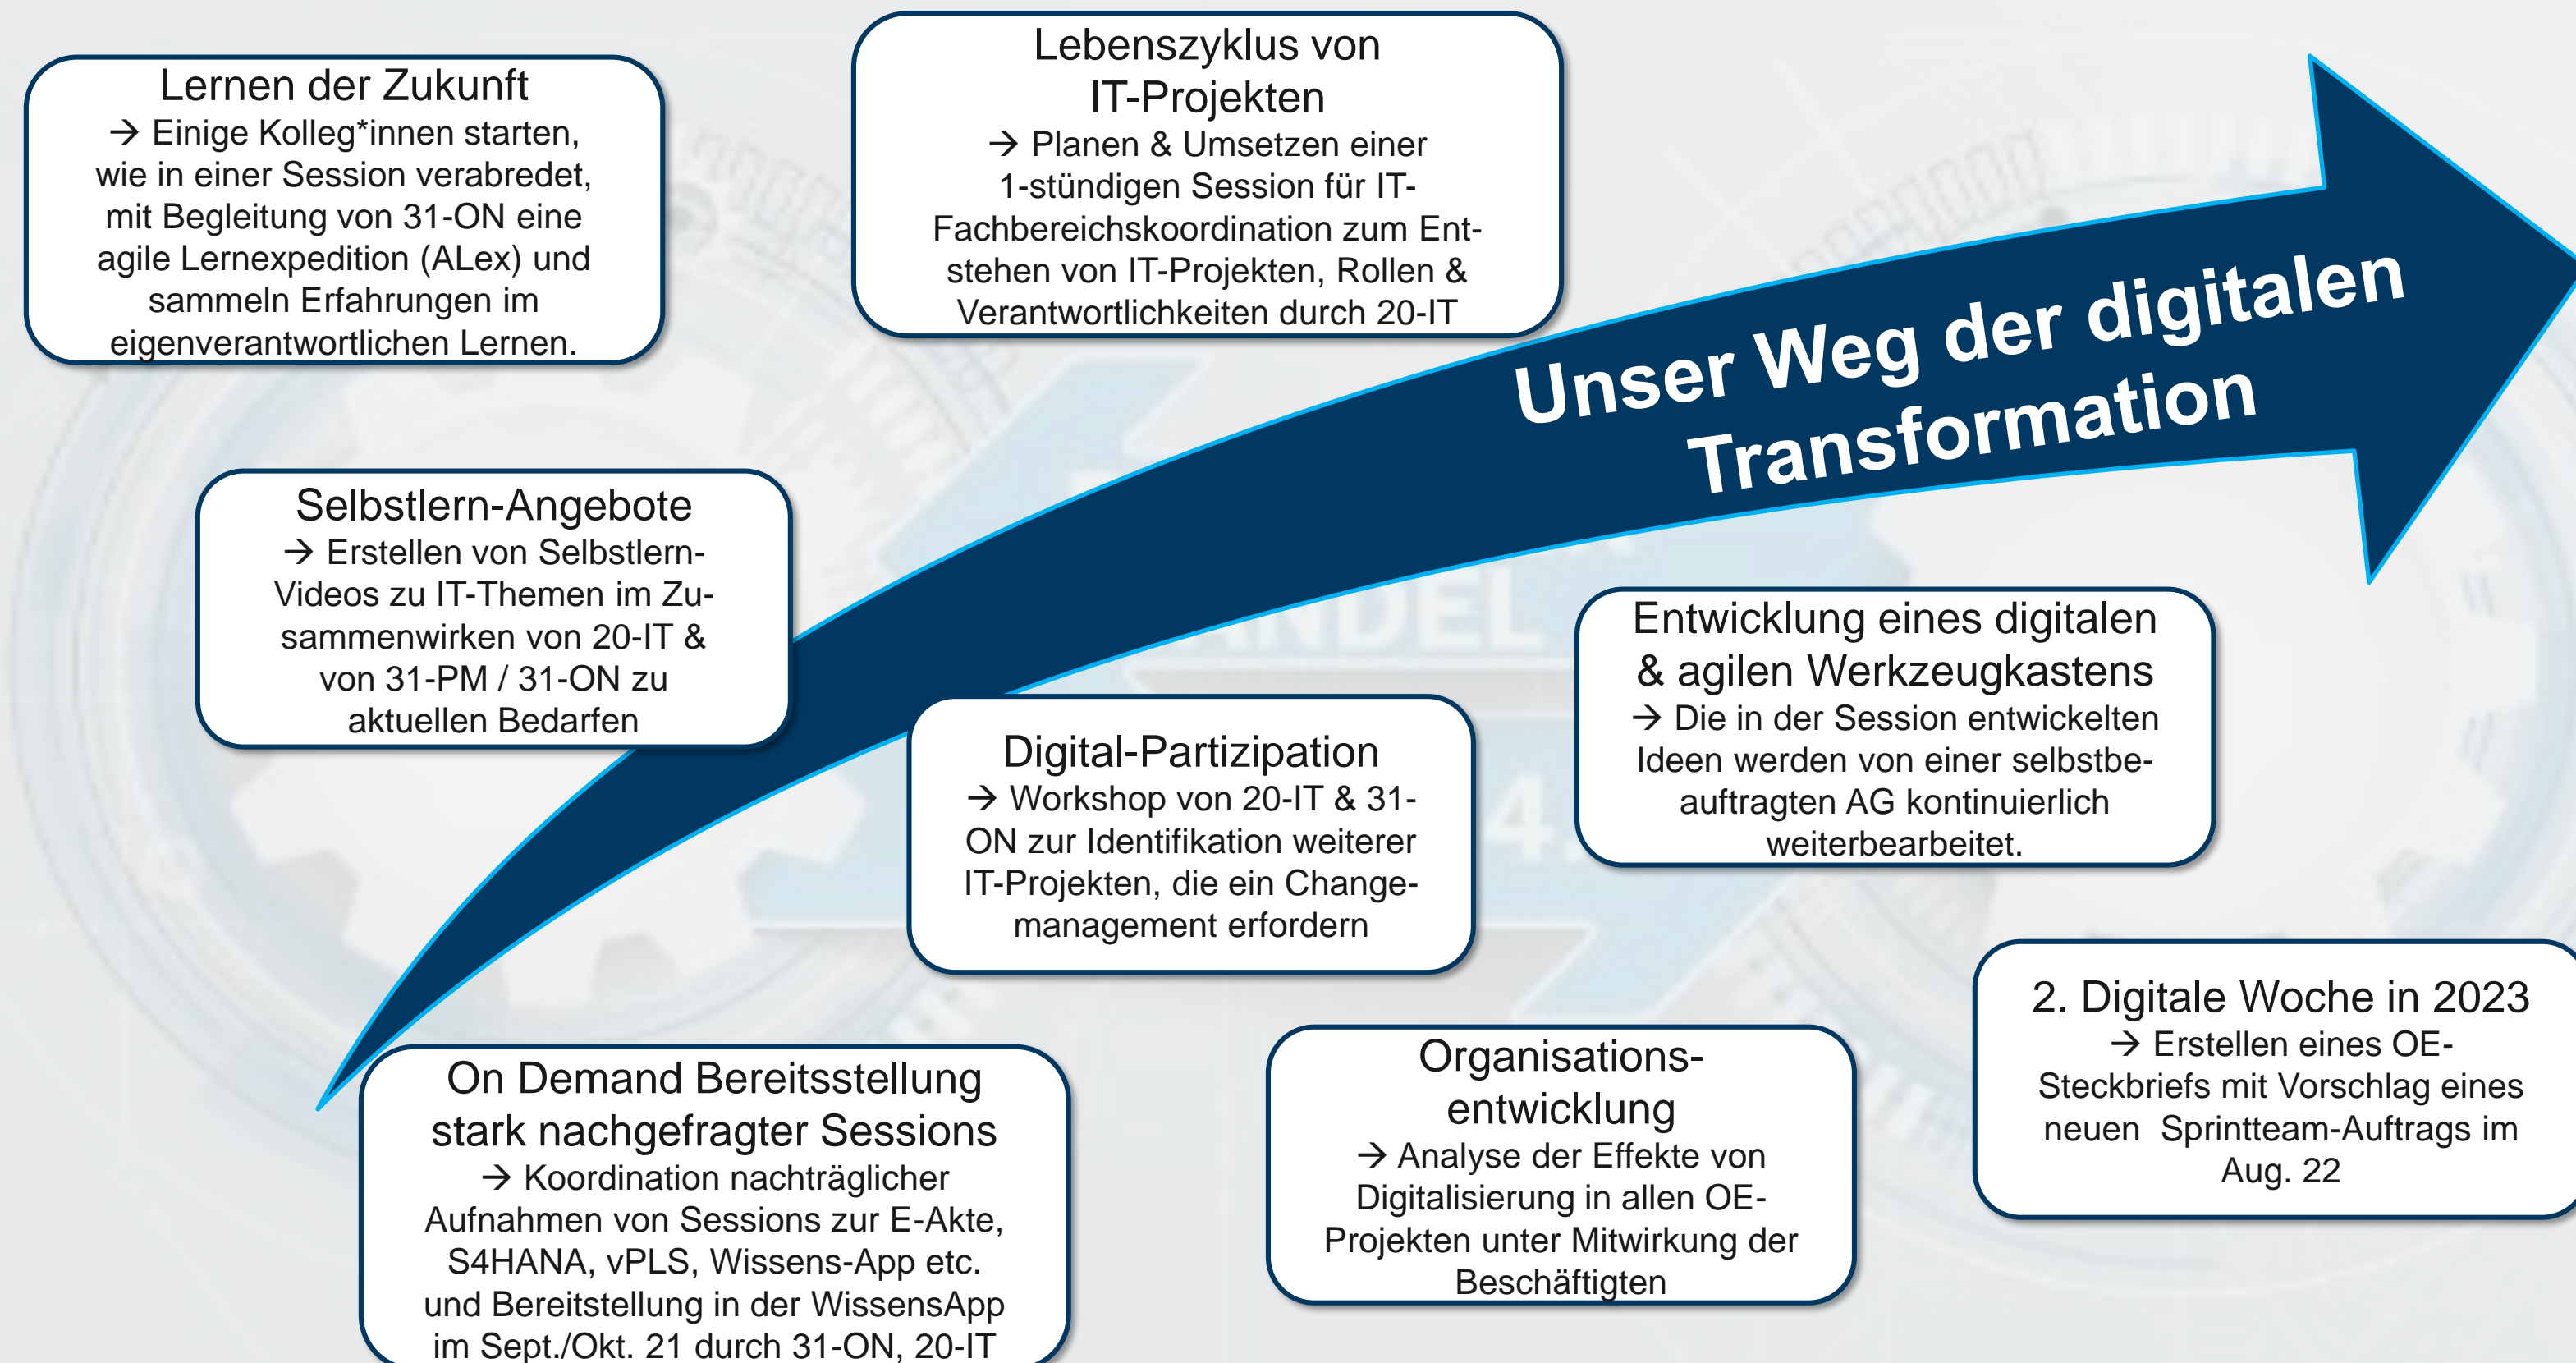 Lernen der Zukunft
→ Einige Kolleg*innen starten,
wie in einer Session verabredet,
mit Begleitung von 31-ON eine
agile Lernexpedition (ALex) und
sammeln Erfahrungen im
eigenverantwortlichen Lernen.
Lebenszyklus von
IT-Projekten
→ Planen & Umsetzen einer
1-stündigen Session für IT-
Fachbereichskoordination zum Ent-
stehen von IT-Projekten, Rollen &
Verantwortlichkeiten durch 20-IT
Unser Weg der digitalen
Transformation
Selbstlern-Angebote
→ Erstellen von Selbstlern-
Videos zu IT-Themen im Zu-
sammenwirken von 20-IT &
von 31-PM / 31-ON zu
aktuellen Bedarfen
Digital-Partizipation
→ Workshop von 20-IT & 31-
ON zur Identifikation weiterer
IT-Projekten, die ein Change-
management erfordern
Entwicklung eines digitalen
& agilen Werkzeugkastens
→ Die in der Session entwickelten
Ideen werden von einer selbstbe-
auftragten AG kontinuierlich
weiterbearbeitet.
On Demand Bereitsstellung
stark nachgefragter Sessions
→ Koordination nachträglicher
Aufnahmen von Sessions zur E-Akte,
S4HANA, vPLS, Wissens-App etc.
und Bereitstellung in der WissensApp
im Sept./Okt. 21 durch 31-ON, 20-IT
Organisations-
entwicklung
→ Analyse der Effekte von
Digitalisierung in allen OE-
Projekten unter Mitwirkung der
Beschäftigten
2. Digitale Woche in 2023
→ Erstellen eines OE-
Steckbriefs mit Vorschlag eines
neuen Sprintteam-Auftrags im
Aug. 22